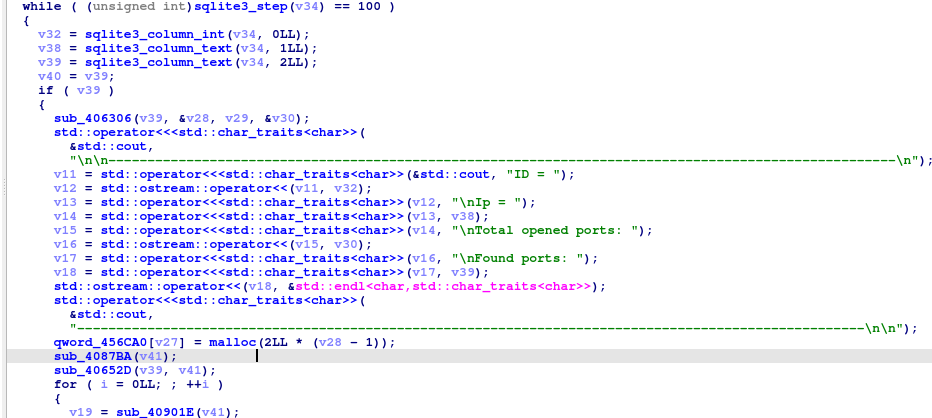 while ( (unsigned int)sqlite3_step(v34) == 100 )
{
v32 = sqlite3_column_int(v34, 0LL);
v38 = sqlite3_column_text(v34, 1LL);
v39 = sqlite3_column_text(v34, 2LL);
v40 = v39;
if ( v39 )
{
sub_406306(v39, &v28, v29, &v30);
std::operator<<<std::char_traits<char>>(
&std::cout,
"\n\n-----------------------------------------------------------------------------------------------------\n");
v11 = std::operator<<<std::char_traits<char>>(&std::cout, "ID = ");
v12 = std::ostream::operator<<(v11, v32);
v13 = std::operator<<<std::char_traits<char>>(v12, "\nIp = ");
v14 = std::operator<<<std::char_traits<char>>(v13, v38);
v15 = std::operator<<<std::char_traits<char>>(v14, "\nTotal opened ports: ");
v16 = std::ostream::operator<<(v15, v30);
v17 = std::operator<<<std::char_traits<char>>(v16, "\nFound ports: ");
v18 = std::operator<<<std::char_traits<char>>(v17, v39);
std::ostream::operator<<(v18, &std::endl<char,std::char_traits<char>>);
std::operator<<<std::char_traits<char>>(
&std::cout,
"-----------------------------------------------------------------------------------------------------\n\n");
qword_456CA0[v27] = malloc(2LL * (v28 - 1));
sub_4087BA(v41);
sub_40652D(v39, v41);
for ( i = 0LL; ; ++i )
{
v19 = sub_40901E(v41);